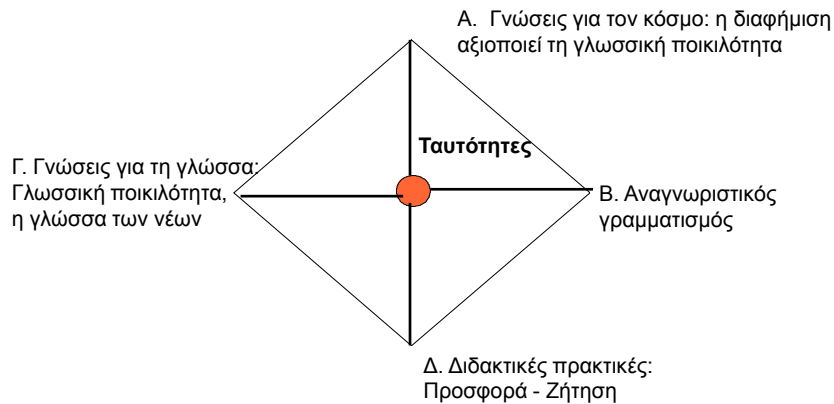 Α. Γνώσεις για τον κόσμο: η διαφήμιση
αξιοποιεί τη γλωσσική ποικιλότητα
Ταυτότητες
Γ. Γνώσεις για τη γλώσσα:
Γλωσσική ποικιλότητα,
η γλώσσα των νέων
Β. Αναγνωριστικός
γραμματισμός
Δ. Διδακτικές πρακτικές:
Προσφορά - Ζήτηση